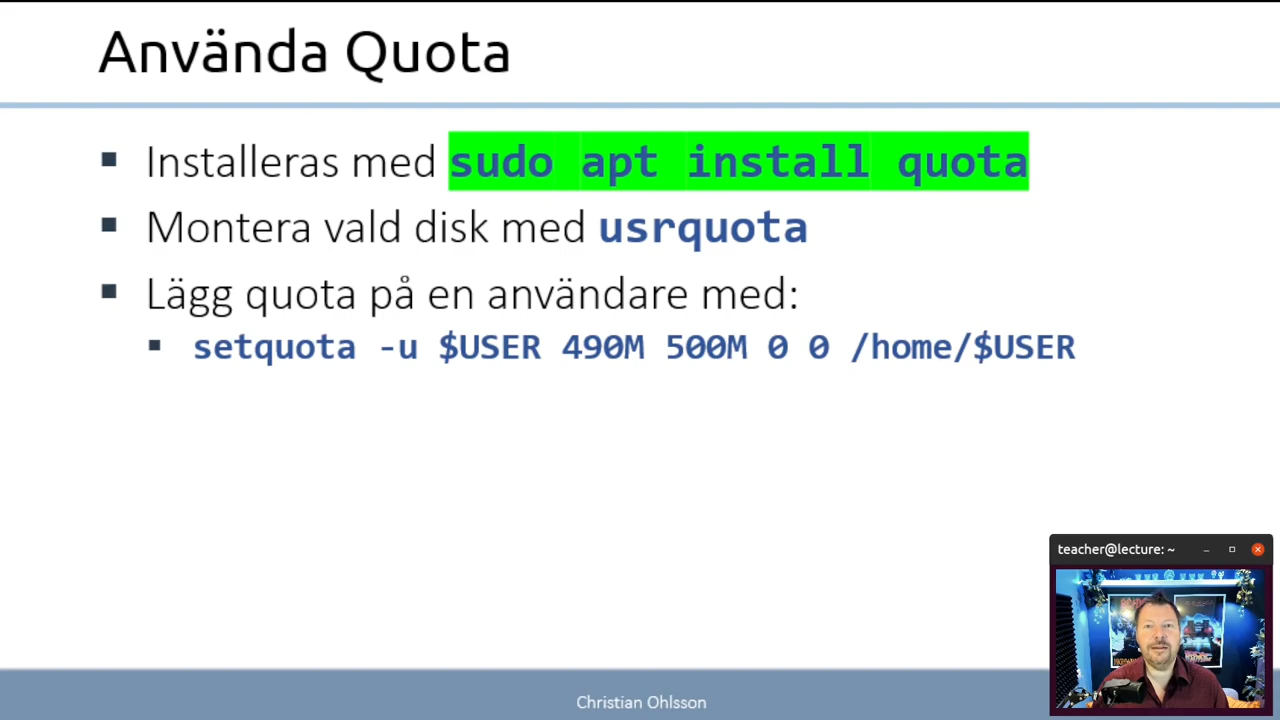 Använda Quota
Installeras med sudo apt install quota
Montera vald disk med usrquota
Lägg quota på en användare med:
setquota -u $USER 490M 500M 0 0 /home/$USER
teacher@lecture: ~
Christian Ohlsson